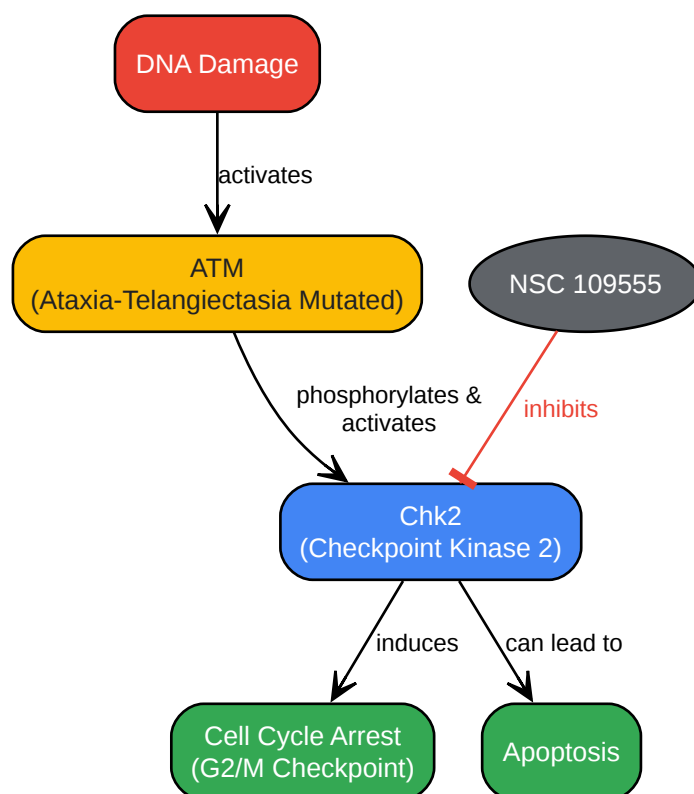 DNA Damage
activates
ATM
(Ataxia-Telangiectasia Mutated)
NSC 109555
phosphorylates &
activates
inhibits
Chk2
(Checkpoint Kinase 2)
induces
can lead to
Cell Cycle Arrest
(G2/M Checkpoint)
Apoptosis